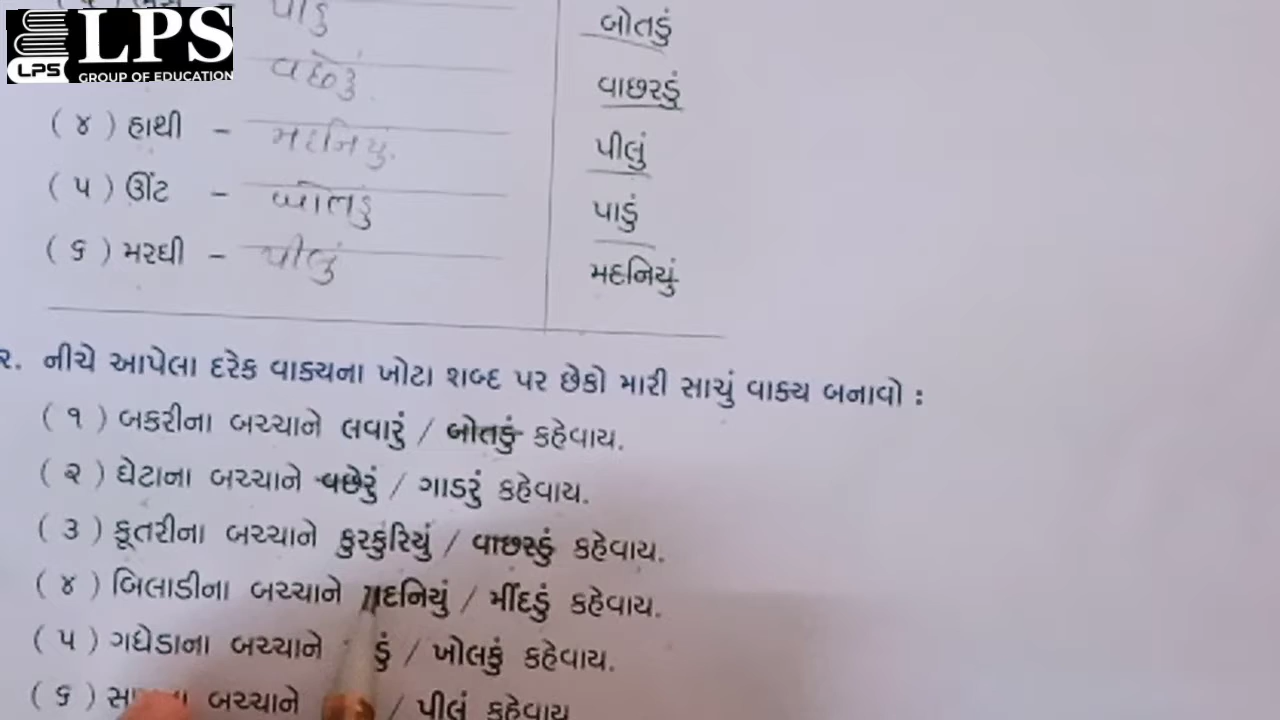 LPS
LPS
GROUP OF EDUCATION
પાડું
બોતડું
વછેરું
વાછરડું
( ૪ ) હાથી - મદનિયું.
પીલું
( ૫ ) ઊંટ - બોતડું
પાડું
( ૬ ) મરઘી - પીલું
મદનિયું
૨. નીચે આપેલા દરેક વાક્યના ખોટા શબ્દ પર છેકો મારી સાચું વાક્ય બનાવો :
( ૧ ) બકરીના બચ્ચાને લવારું / બોતડું કહેવાય.
( ૨ ) ઘેટાના બચ્ચાને વછેરું / ગાડરું કહેવાય.
( ૩ ) કૂતરીના બચ્ચાને કુરકુરિયું / વાછરડું કહેવાય.
( ૪ ) બિલાડીના બચ્ચાને મદનિયું / મીંદડું કહેવાય.
( ૫ ) ગધેડાના બચ્ચાને / ખોલકું કહેવાય.
( ૬ ) બચ્ચાને / પીલું કહેવાય